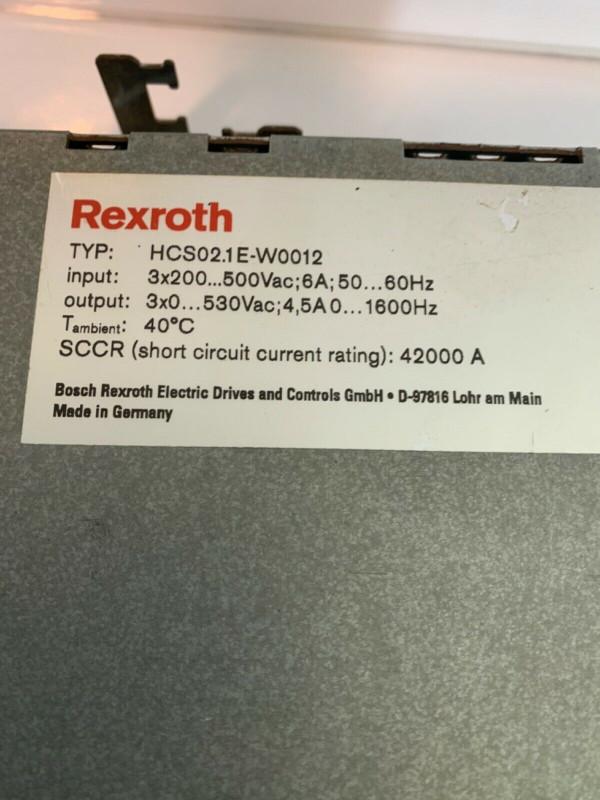 Rexroth
TYP: HCS02.1E-W0012
input: 3x200...500Vac;6A;50...60Hz
output: 3x0...530Vac;4,5A0...1600Hz
Tambient: 40°C
SCCR (short circuit current rating): 42000 A
Bosch Rexroth Electric Drives and Controls GmbH • D-97816 Lohr am Main
Made in Germany